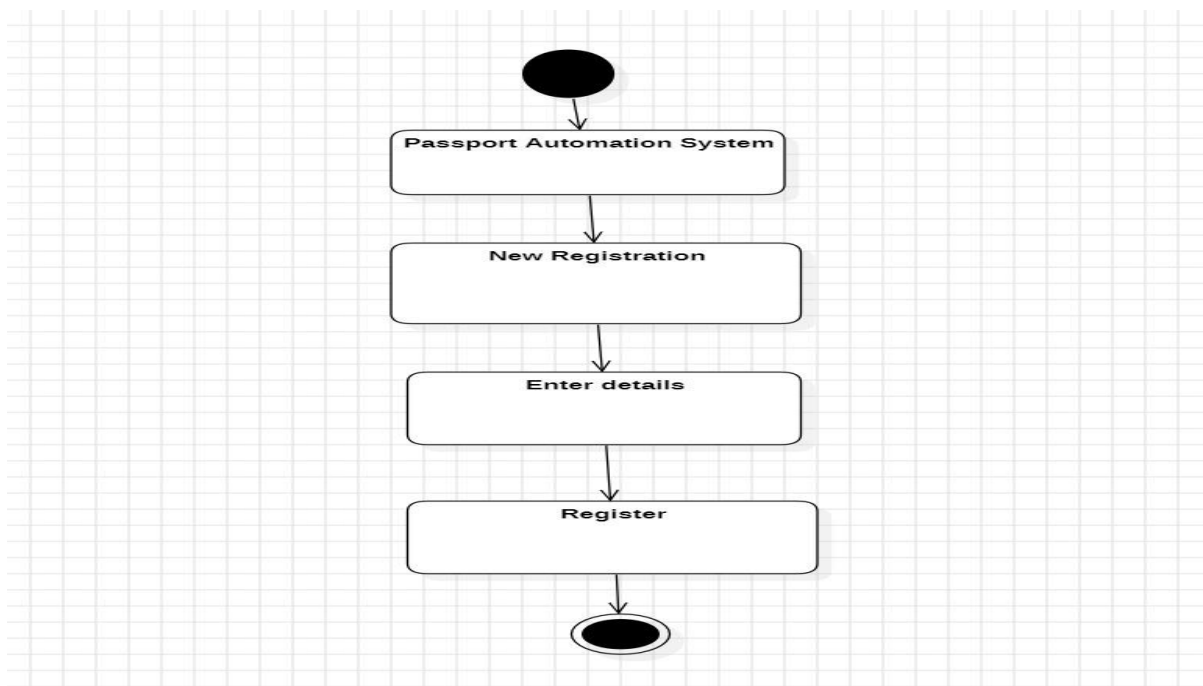 Passport Automation System
New Registration
Enter details
Register